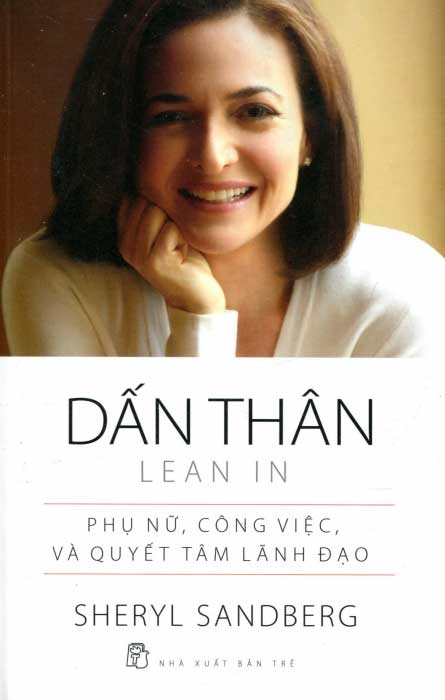 DẤN THÂN
LEAN IN
PHỤ NỮ, CÔNG VIỆC,
VÀ QUYẾT TÂM LÃNH ĐẠO
SHERYL SANDBERG
NHÀ XUẤT BẢN TRẺ